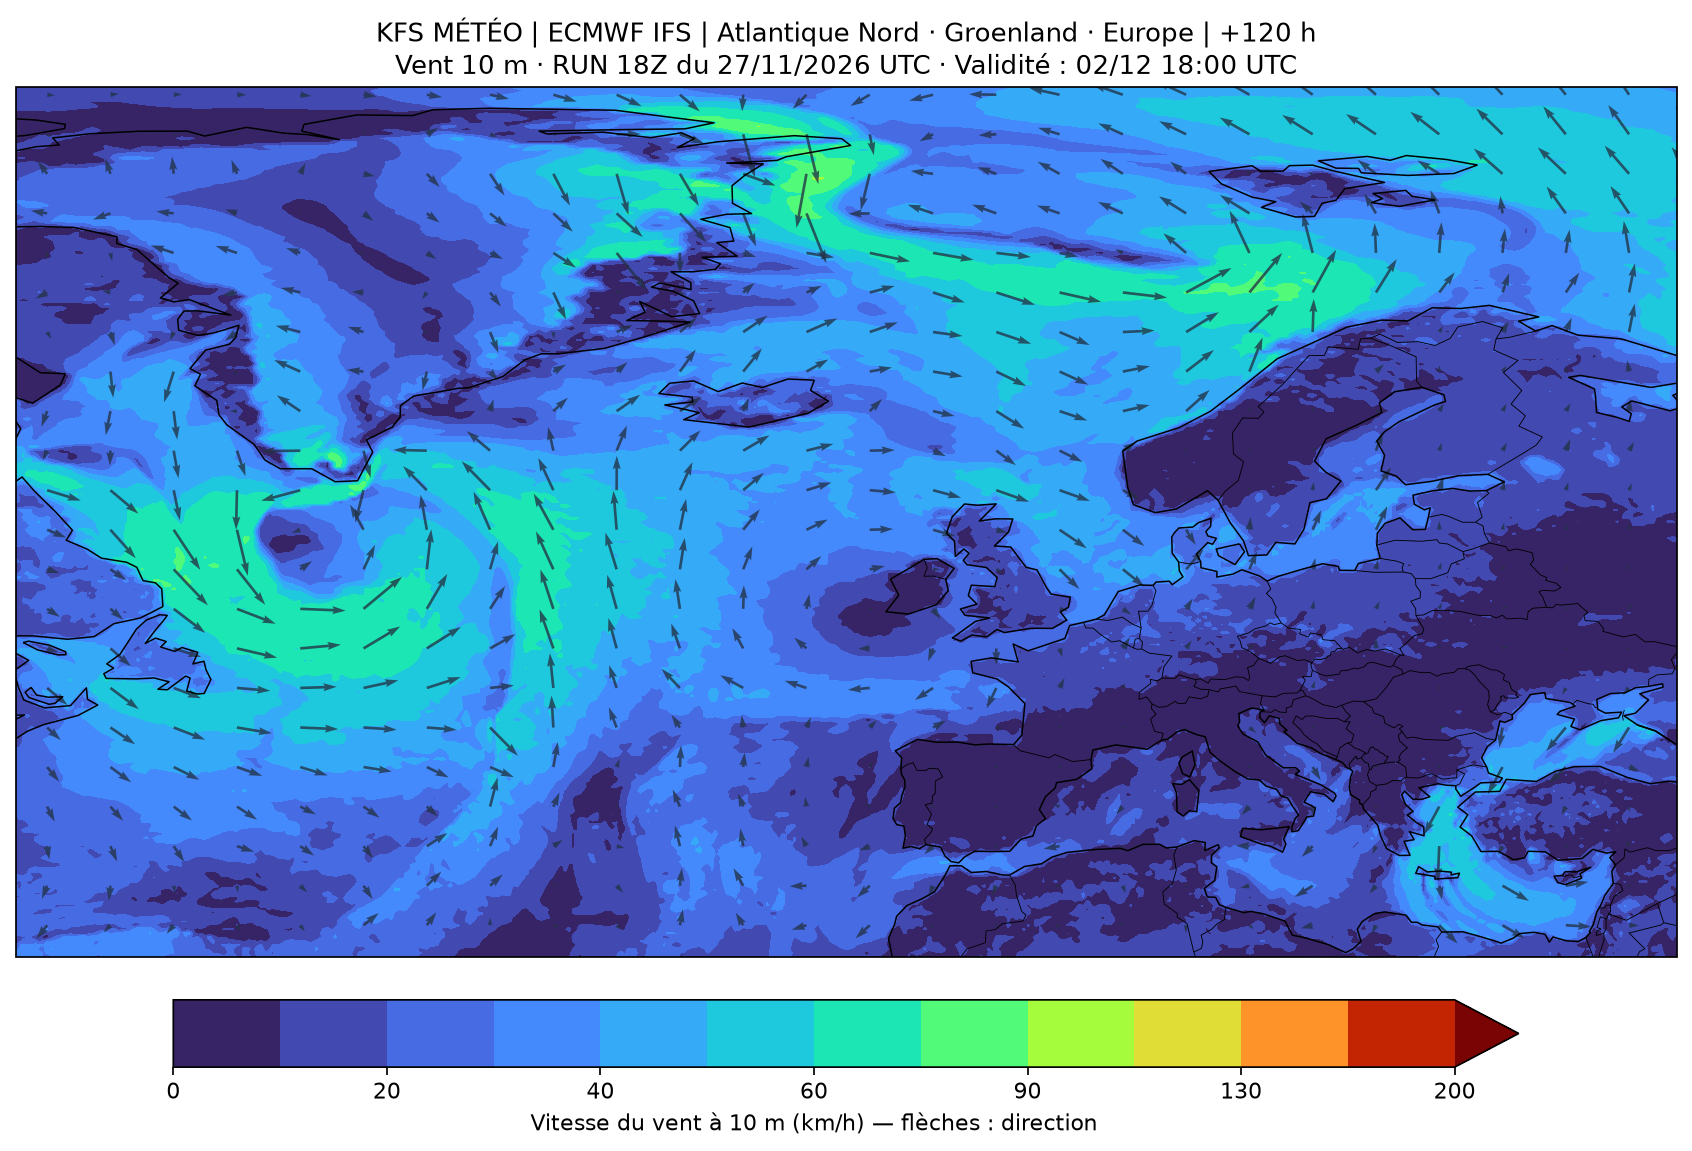 KFS MÉTÉO | ECMWF IFS | Atlantique Nord · Groenland · Europe | +120 h
Vent 10 m · RUN 18Z du 27/11/2026 UTC · Validité : 02/12 18:00 UTC
0 20 40 60 90 130 200
Vitesse du vent à 10 m (km/h) — flèches : direction